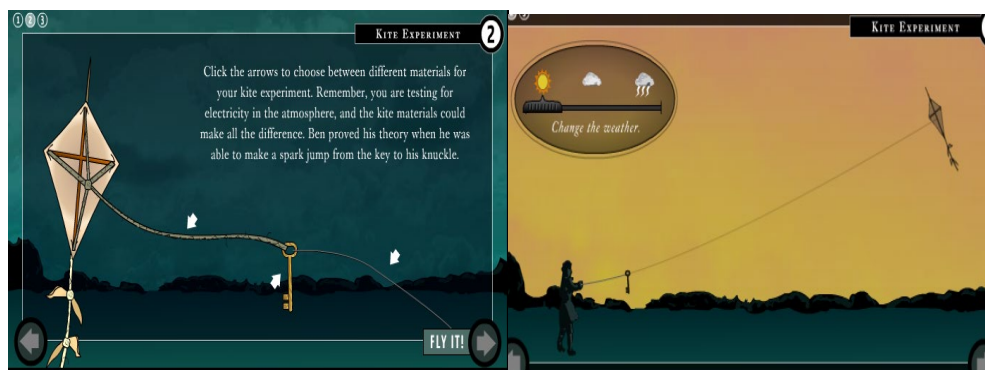 1 2 3
KITE EXPERIMENT 2
Click the arrows to choose between different materials for
your kite experiment. Remember, you are testing for
electricity in the atmosphere, and the kite materials could
make all the difference. Ben proved his theory when he was
able to make a spark jump from the key to his knuckle.
FLY IT!
KITE EXPERIMENT
Change the weather.